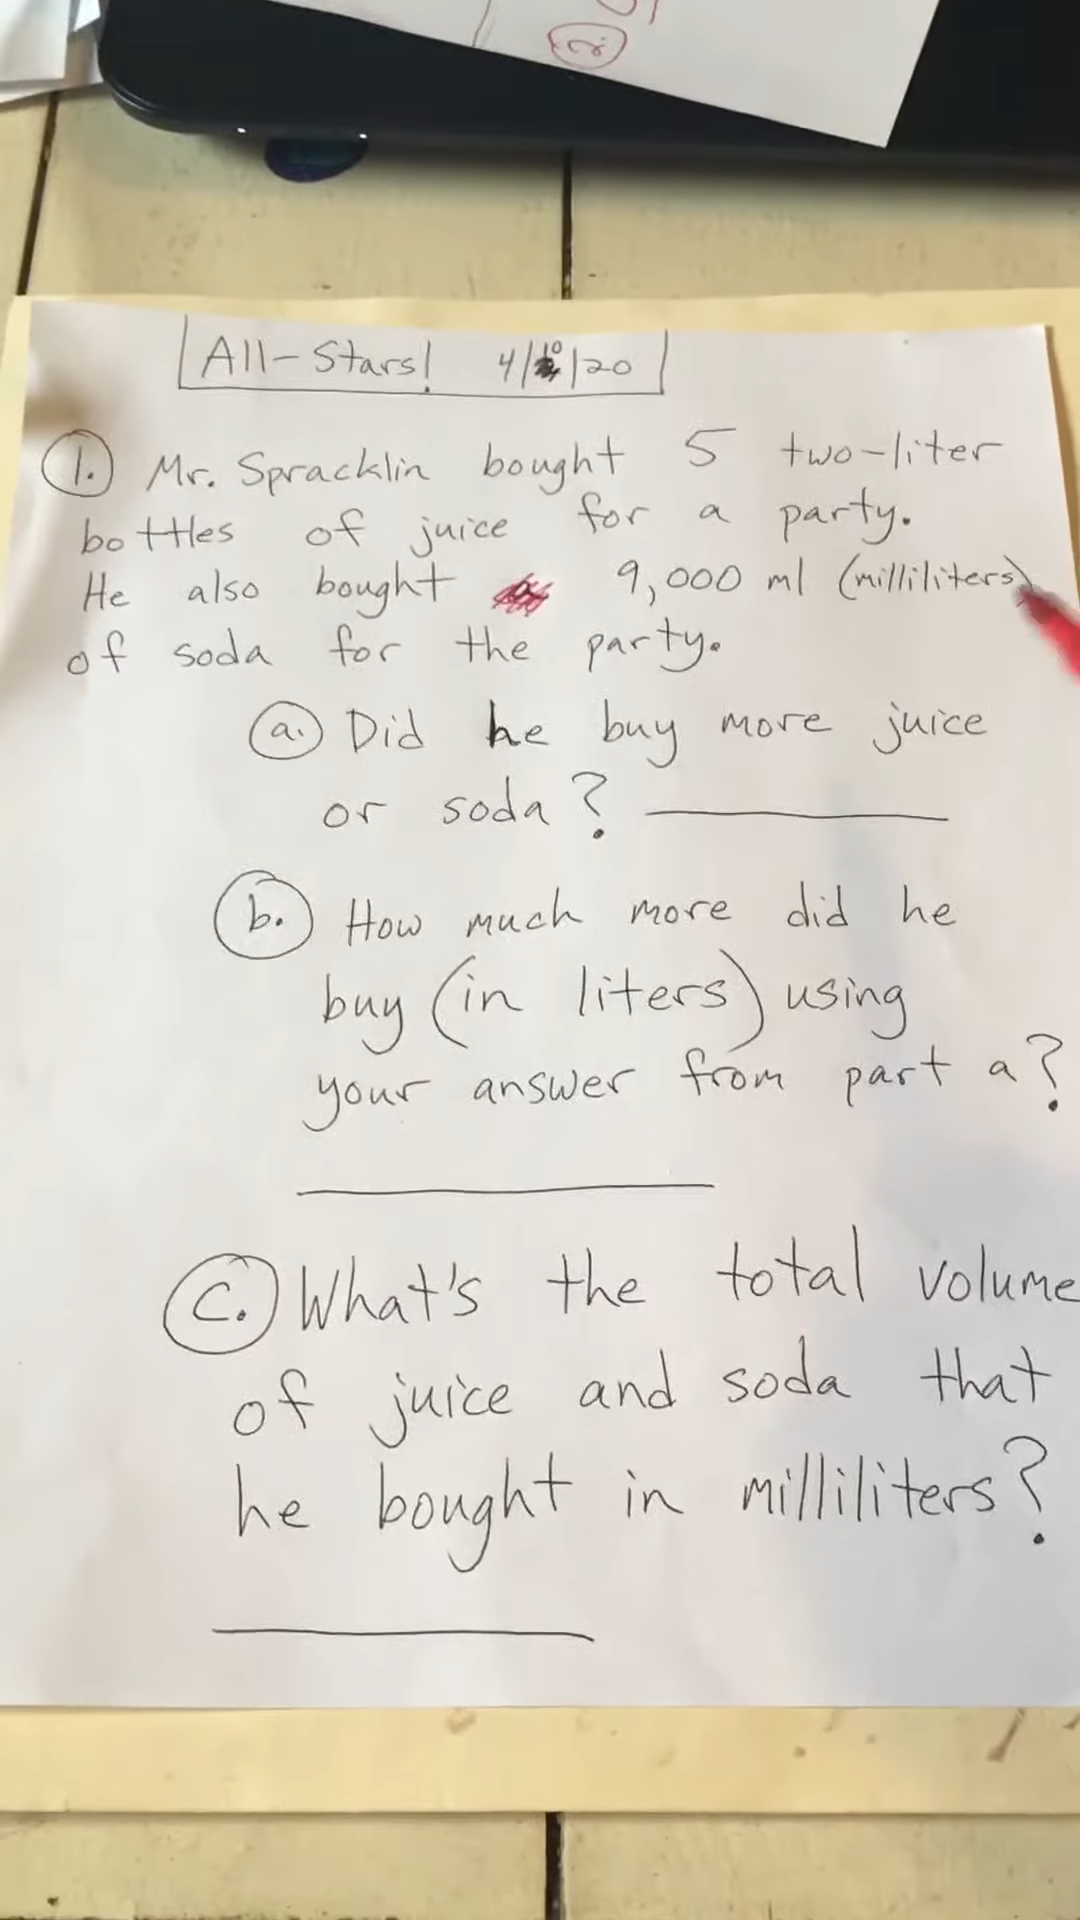 All-Stars! 4/10/20
1. Mr. Spracklin bought 5 two-liter
bottles of juice for a party.
He also bought 9,000 ml (milliliters)
of soda for the party.
a. Did he buy more juice
or soda?
b. How much more did he
buy (in liters) using
your answer from part a?
c. What's the total volume
of juice and soda that
he bought in milliliters?